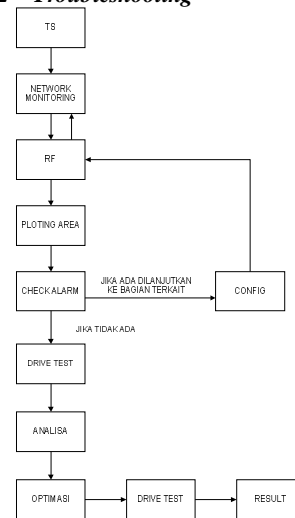 Troubleshooting
TS
NETWORK
MONITORING
RF
PLOTING AREA
CHECK ALARM
JIKA ADA DILANJUTKAN
KE BAGIAN TERKAIT
CONFIG
JIKA TIDAK ADA
DRIVE TEST
ANALISA
OPTIMASI
DRIVE TEST
RESULT